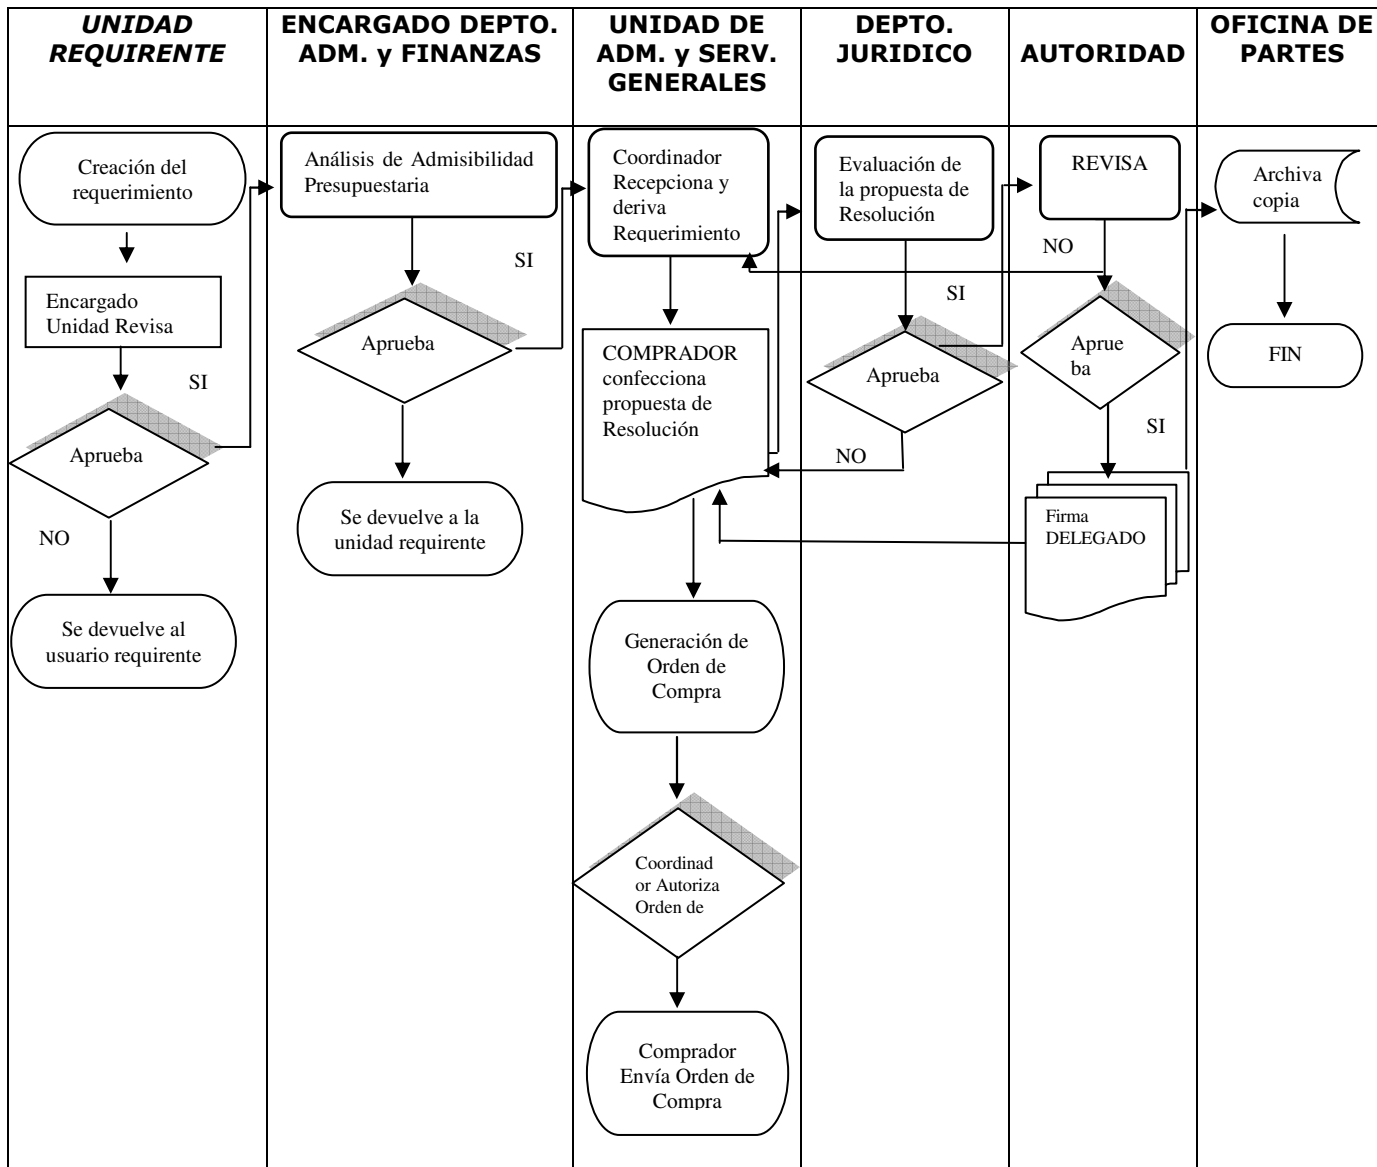 UNIDAD
REQUIRENTE
ENCARGADO DEPTO.
ADM. y FINANZAS
UNIDAD DE
ADM. y SERV.
GENERALES
DEPTO.
JURIDICO
AUTORIDAD
OFICINA DE
PARTES
Creación del
requerimiento
Encargado
Unidad Revisa
SI
Aprueba
NO
Se devuelve al
usuario requirente
Análisis de Admisibilidad
Presupuestaria
SI
Aprueba
Se devuelve a la
unidad requirente
Coordinador
Recepciona y
deriva
Requerimiento
COMPRADOR
confecciona
propuesta de
Resolución
Generación de
Orden de
Compra
Coordinad
or Autoriza
Orden de
Comprador
Envía Orden de
Compra
Evaluación de
la propuesta de
Resolución
SI
Aprueba
NO
REVISA
NO
Aprue
ba
SI
Firma
DELEGADO
Archiva
copia
FIN